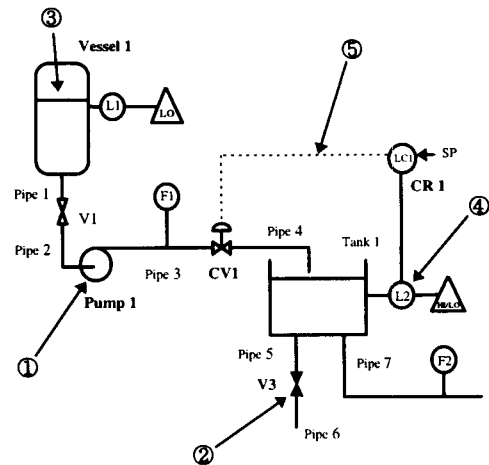 ③
Vessel 1
⑤
L1
LO
LC1
SP
CR 1
Pipe 1
V1
F1
④
Pipe 2
Pipe 4
Tank 1
Pipe 3
CV1
L2
HI/LO
Pump 1
①
Pipe 5
Pipe 7
F2
V3
②
Pipe 6